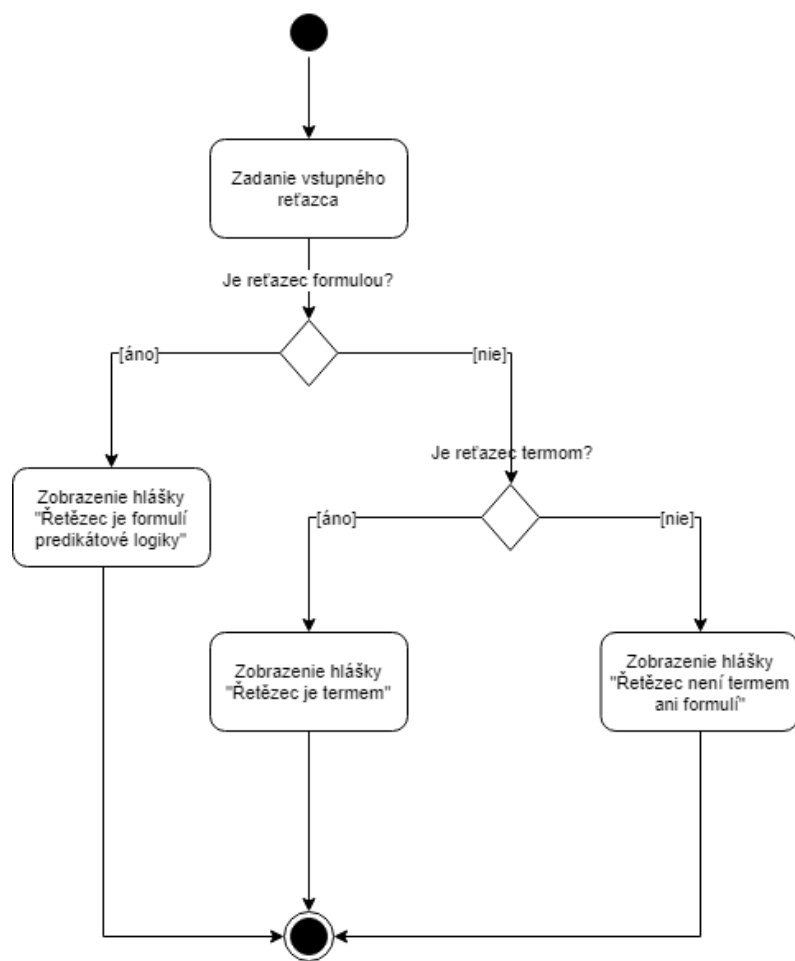 Zadanie vstupného
reťazca
Je reťazec formulou?
[áno]
[nie]
Je reťazec termom?
Zobrazenie hlášky
"Řetězec je formulí
predikátové logiky"
[áno]
[nie]
Zobrazenie hlášky
"Řetězec je termem"
Zobrazenie hlášky
"Řetězec není termem
ani formulí"